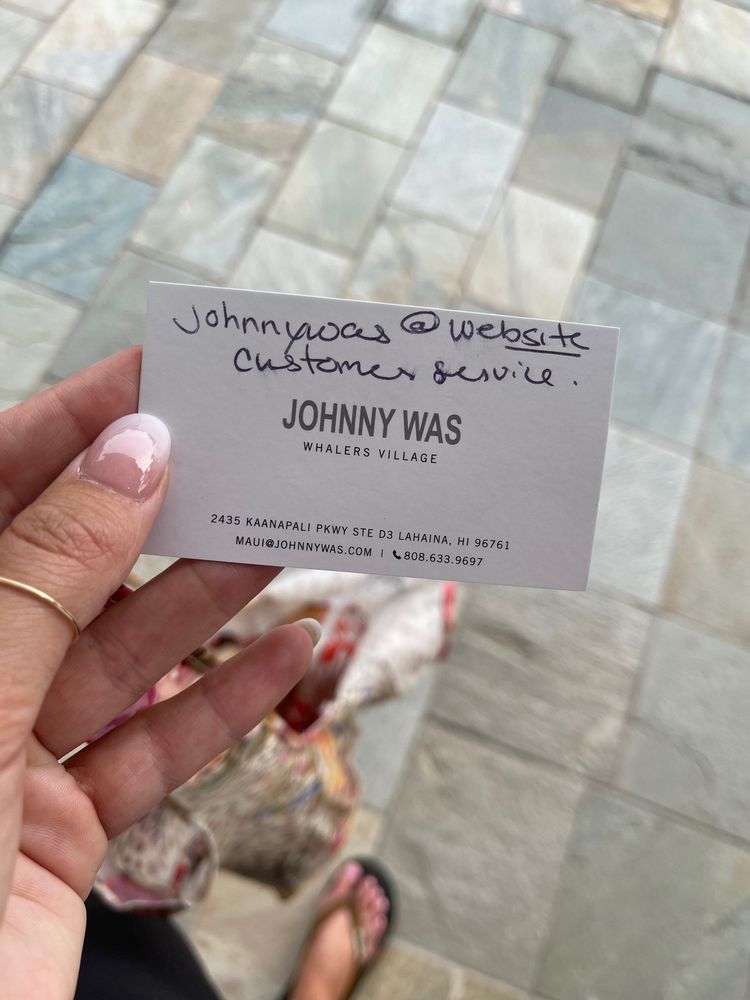 Johnnywas @ website
customer service.
JOHNNY WAS
WHALERS VILLAGE
2435 KAANAPALI PKWY STE D3 LAHAINA, HI 96761
MAUI@JOHNNYWAS.COM | 808.633.9697